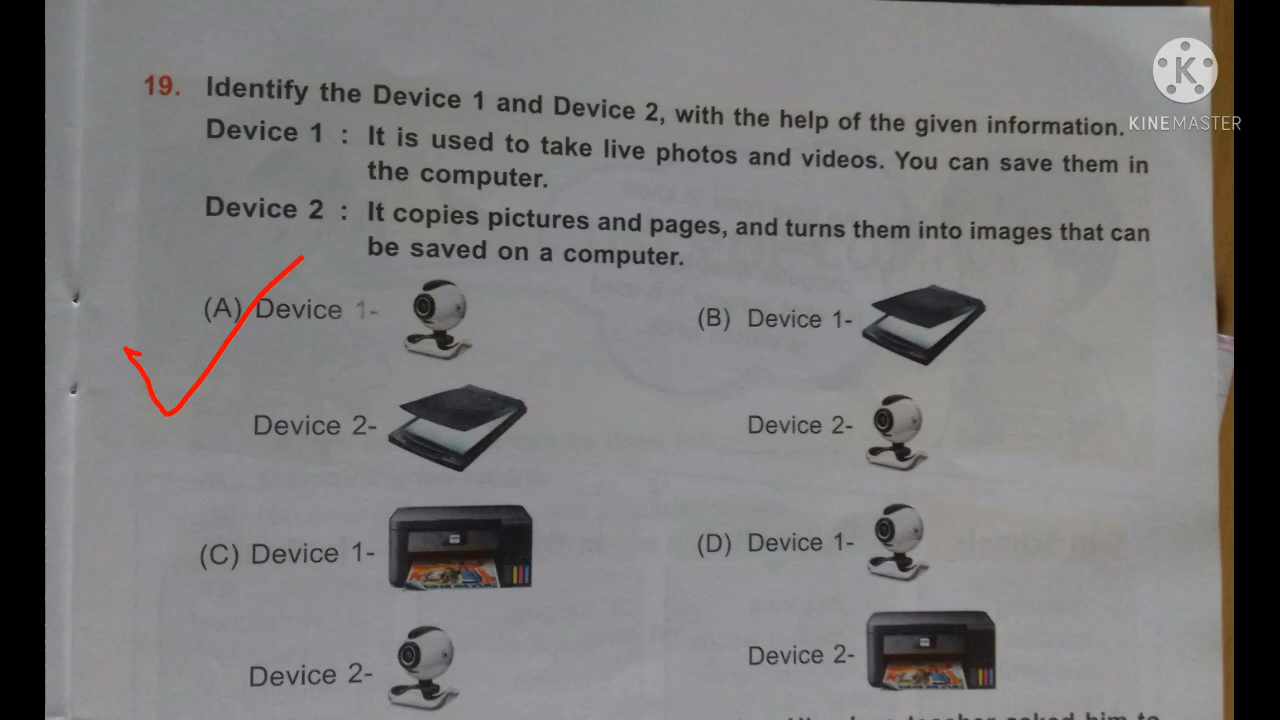 19. Identify the Device 1 and Device 2, with the help of the given information.
Device 1 : It is used to take live photos and videos. You can save them in
the computer.
Device 2 : It copies pictures and pages, and turns them into images that can
be saved on a computer.
(A) Device 1-
(B) Device 1-
Device 2-
Device 2-
(C) Device 1-
(D) Device 1-
Device 2-
Device 2-
K
KINEMASTER